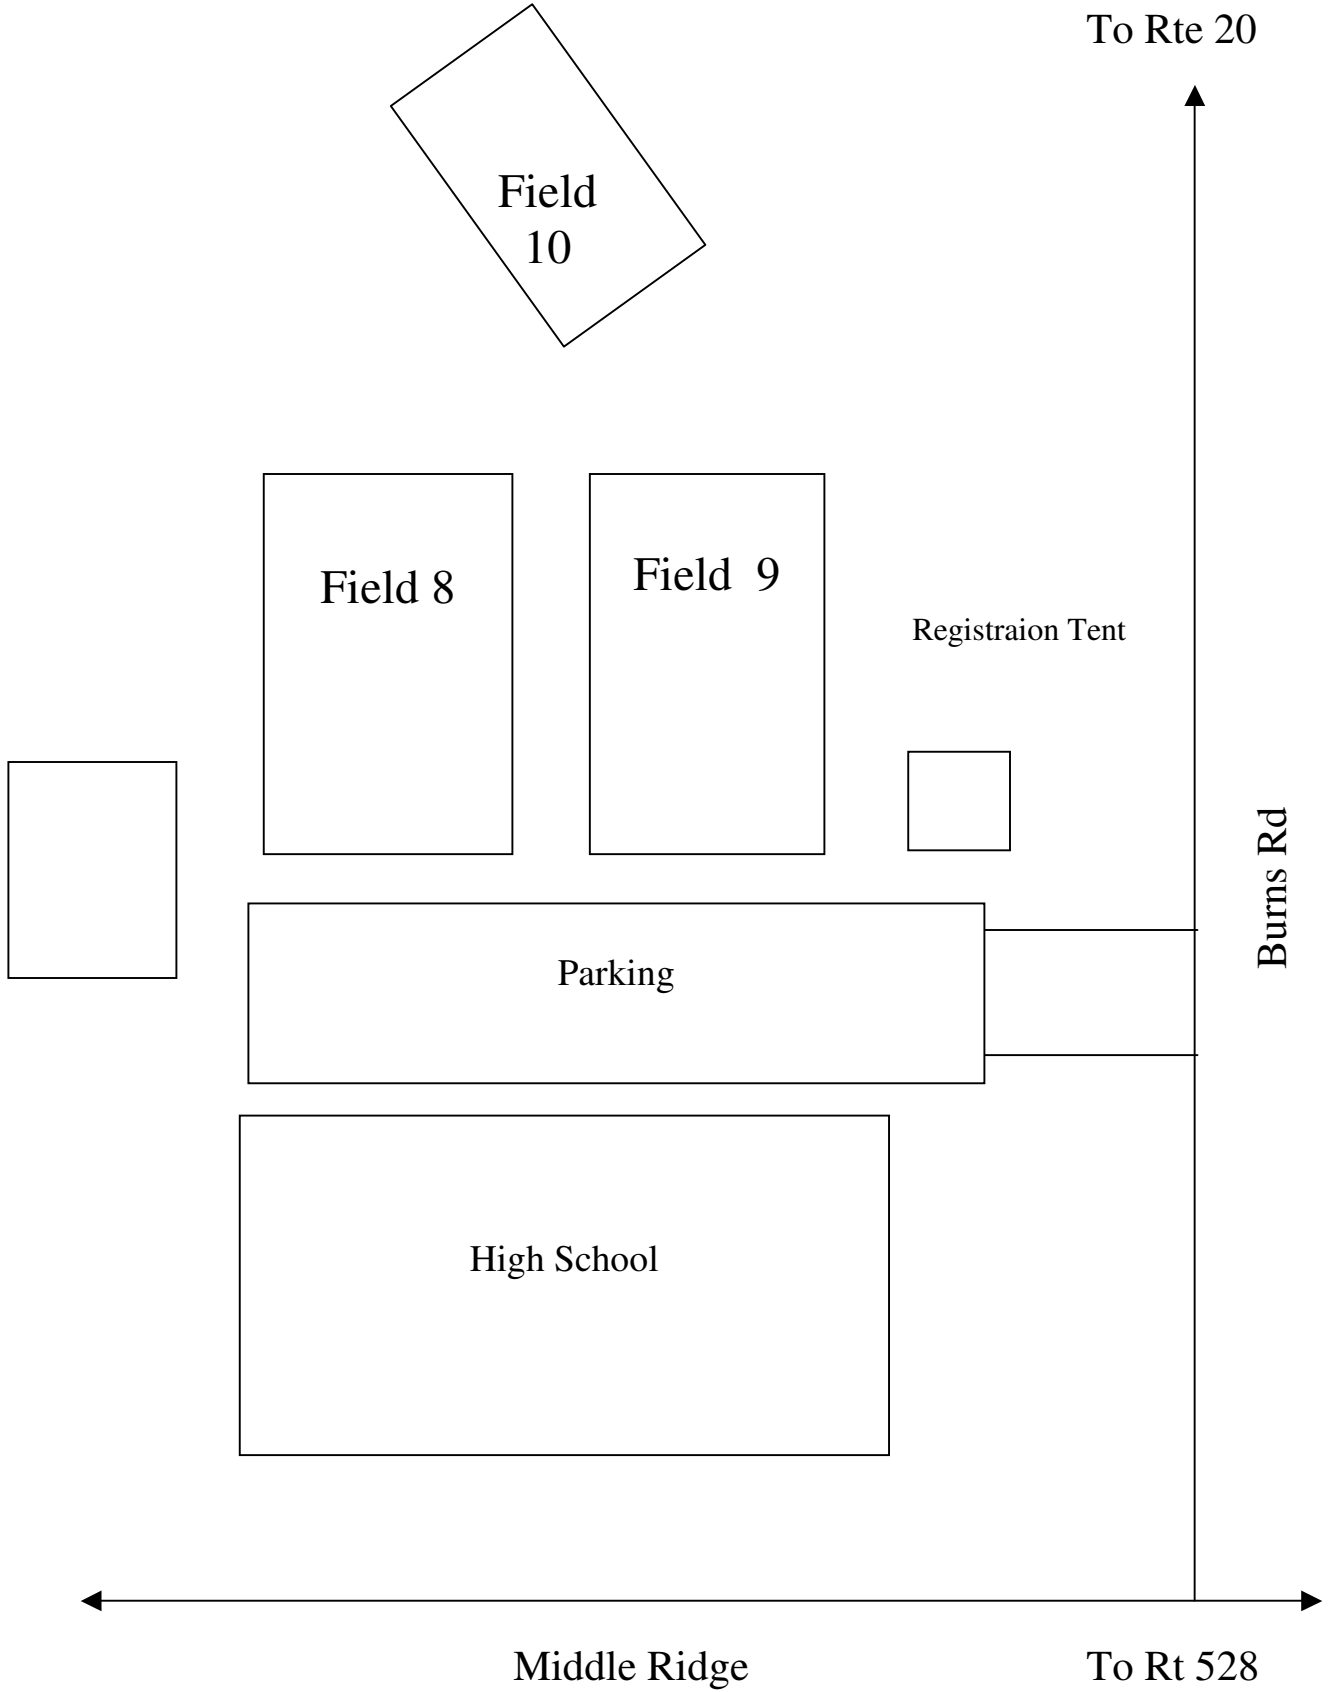 To Rte 20
Field
10
Field 8
Field 9
Registraion Tent
Burns Rd
Parking
High School
Middle Ridge
To Rt 528